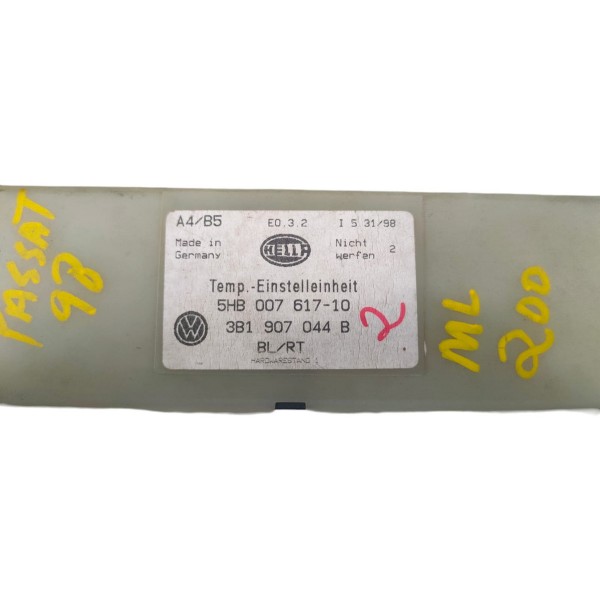 PASSAT
98
A4/B5 E0.3.2 I 5 31/98
Made in
Germany
HELLA
Nicht 2
werfen
Temp.-Einstelleinheit
5HB 007 617-10
VW 3B1 907 044 B
BL/RT
HARDWARESTAND 1
2
ML
200